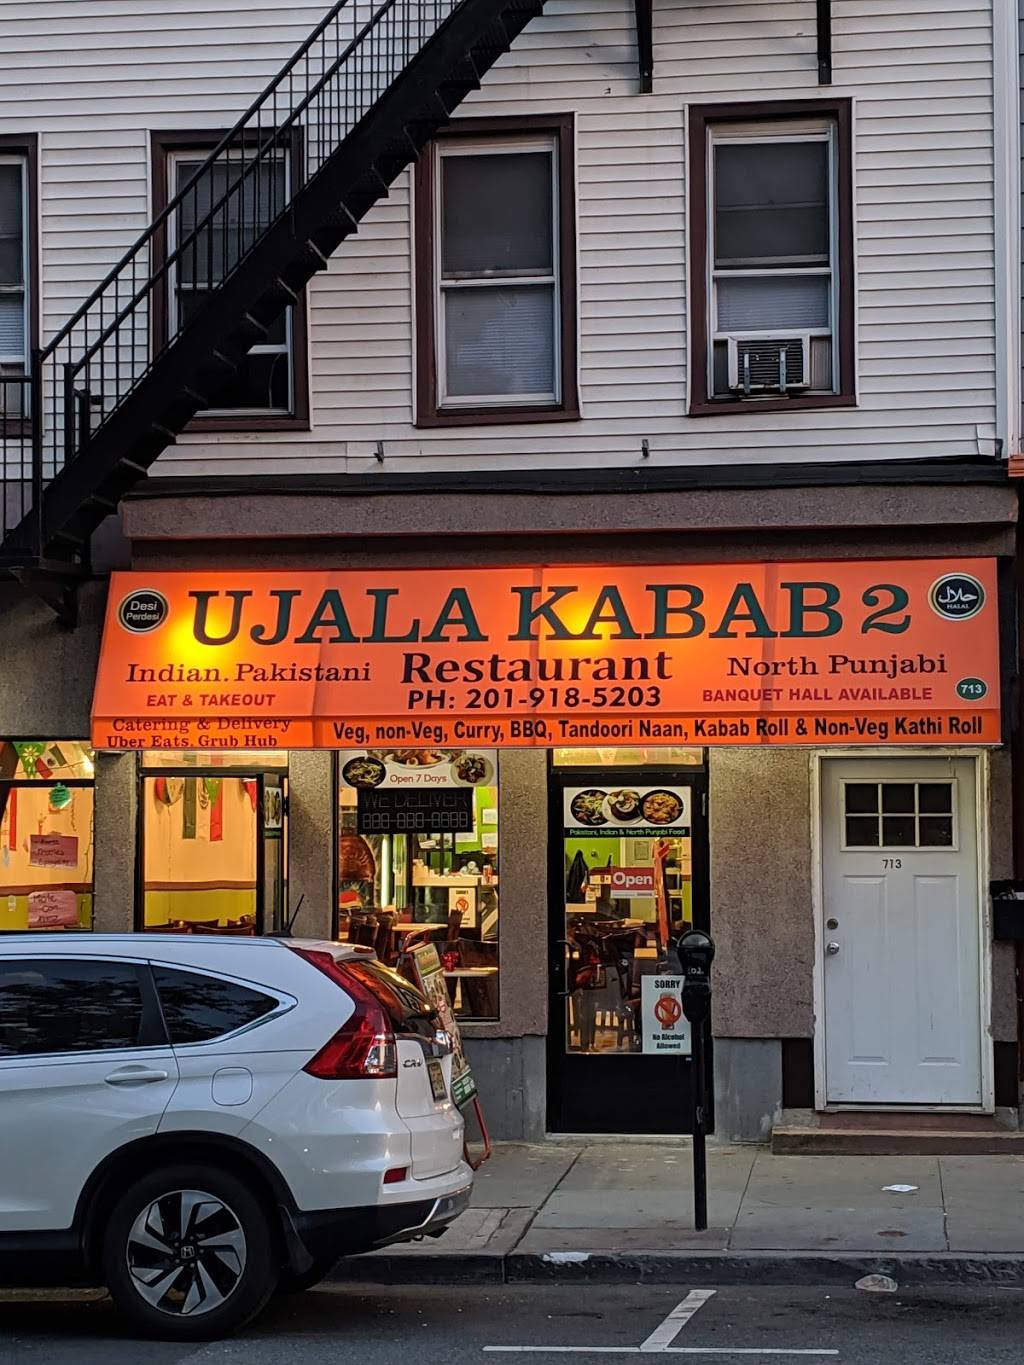 Desi
Perdesi
UJALA KABAB 2
حلال
HALAL
Indian. Pakistani
Restaurant
North Punjabi
EAT & TAKEOUT
PH: 201-918-5203
BANQUET HALL AVAILABLE
713
Catering & Delivery
Uber Eats. Grub Hub
Veg, non-Veg, Curry, BBQ, Tandoori Naan, Kabab Roll & Non-Veg Kathi Roll
Open 7 Days
WE DELIVER
Pakistani, Indian & North Punjabi Food
Open
713
SORRY
SORRY
No Alcohol
Allowed
CR-V